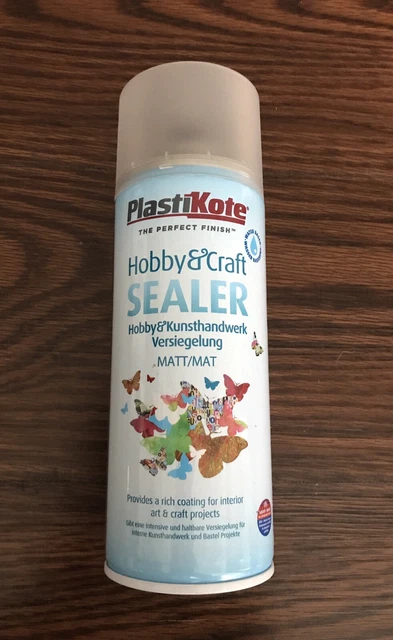 PlastiKote
THE PERFECT FINISH™
Hobby&Craft
SEALER
Hobby&Kunsthandwerk
Versiegelung
MATT/MAT
Provides a rich coating for interior
art & craft projects
Gibt eine intensive und haltbare Versiegelung für
interne Kunsthandwerk und Bastel Projekte